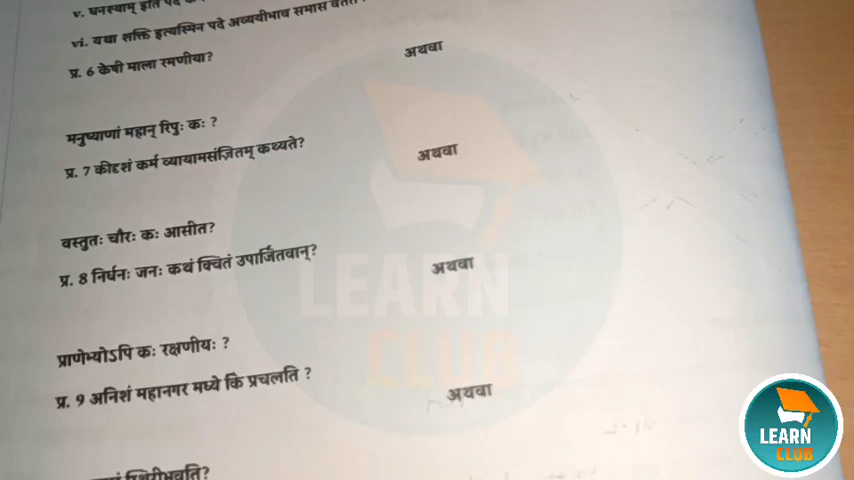 v. घनश्याम् इति पदे
vi. यथा शक्ति इत्यस्मिन पदे अव्ययीभाव समास वर्तते
प्र. 6 केषी माला रमणीया?
अथवा
मनुष्याणां महान् रिपुः कः ?
प्र. 7 कीदृशं कर्म व्यायामसंज्ञितम् कथ्यते?
अथवा
वस्तुतः चौरः कः आसीत?
प्र. 8 निर्धनः जनः कथं क्वितं उपार्जितवान्?
अथवा
प्राणेभ्योऽपि कः रक्षणीयः ?
प्र. 9 अनिशं महानगर मध्ये किं प्रचलति ?
अथवा
स्थिरीभवति?
LEARN
CLUB
LEARN
CLUB